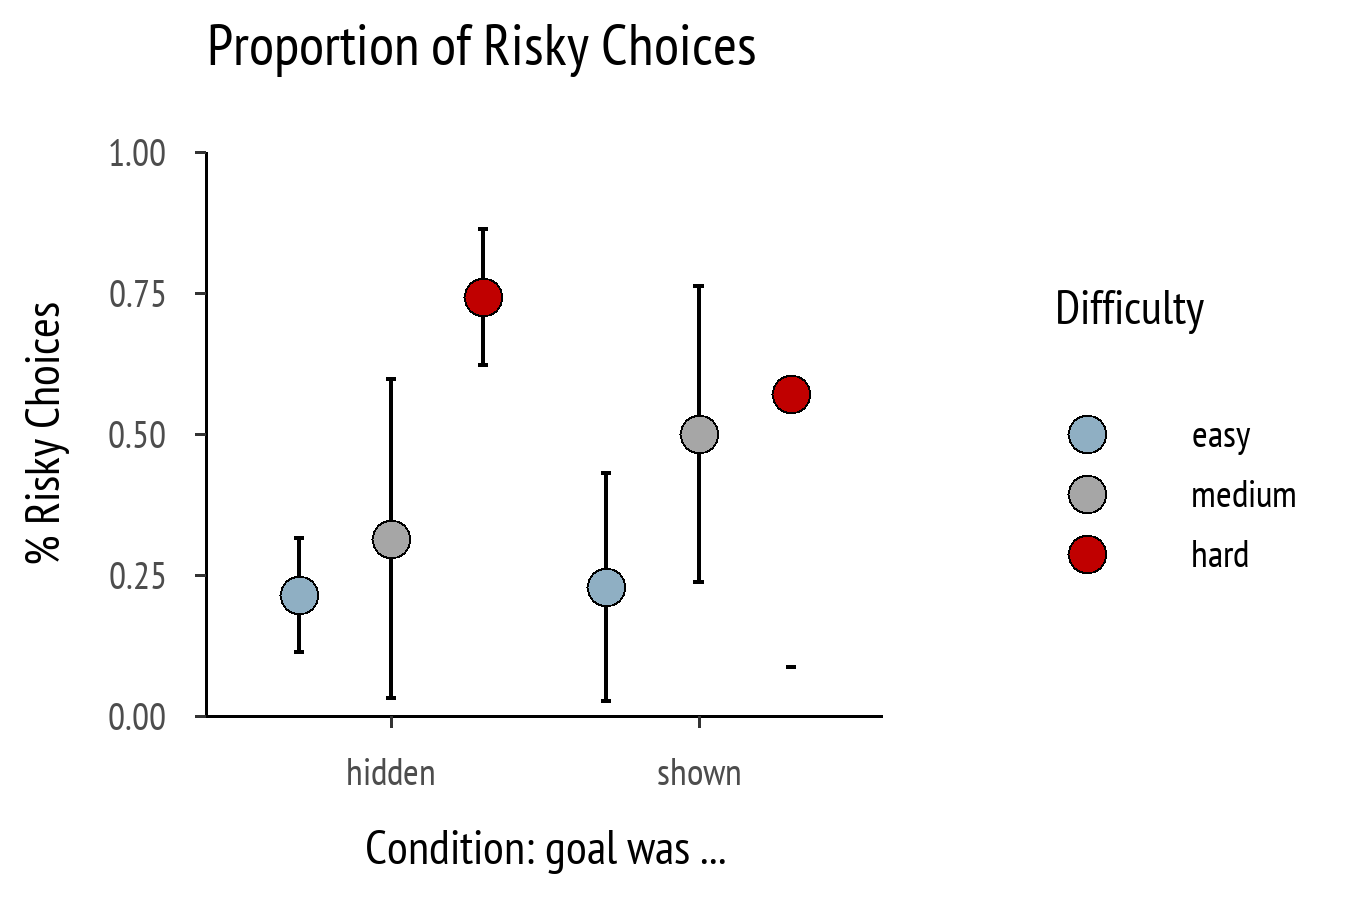 Proportion of Risky Choices
1.00
0.75
0.50
0.25
0.00
% Risky Choices
hidden
shown
Condition: goal was ...
Difficulty
easy
medium
hard